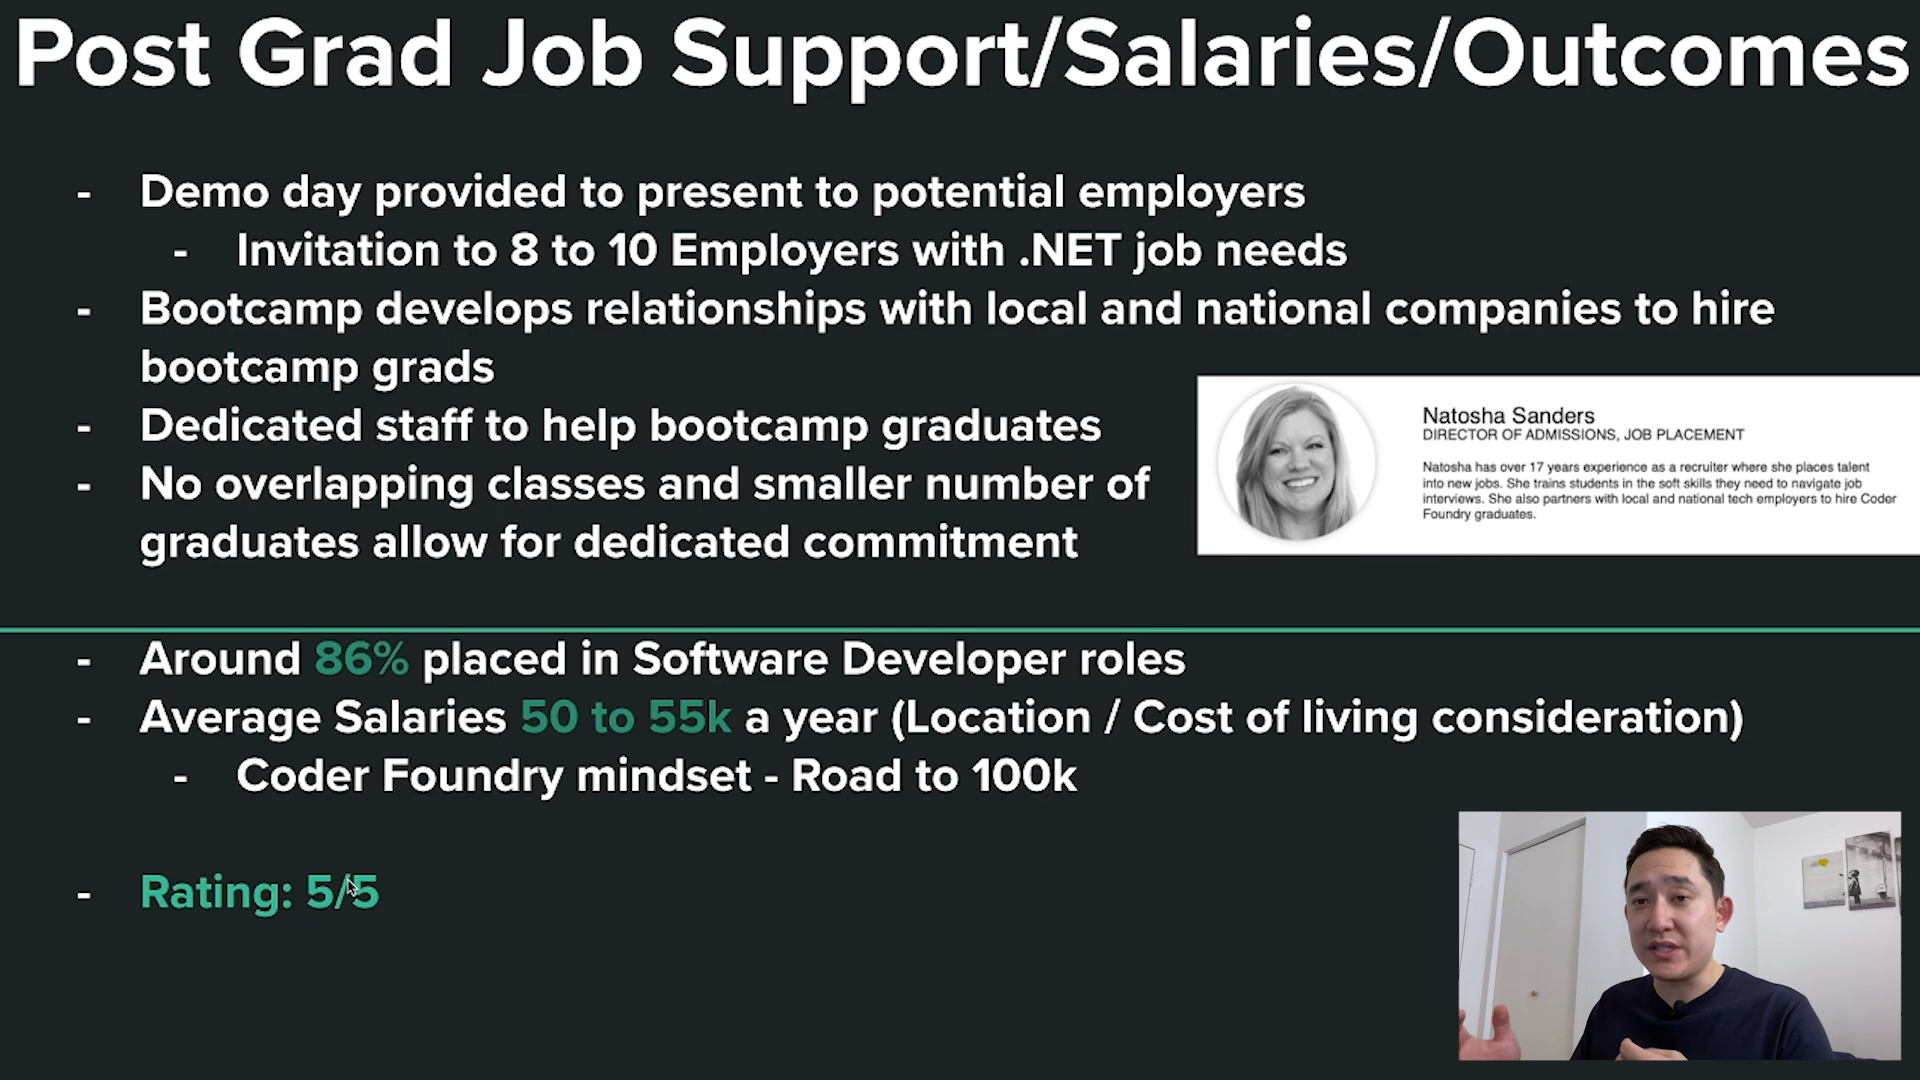 Post Grad Job Support/Salaries/Outcomes
- Demo day provided to present to potential employers
- Invitation to 8 to 10 Employers with .NET job needs
- Bootcamp develops relationships with local and national companies to hire
bootcamp grads
- Dedicated staff to help bootcamp graduates
- No overlapping classes and smaller number of
graduates allow for dedicated commitment
Natosha Sanders
DIRECTOR OF ADMISSIONS, JOB PLACEMENT
Natosha has over 17 years experience as a recruiter where she places talent
into new jobs. She trains students in the soft skills they need to navigate job
interviews. She also partners with local and national tech employers to hire Coder
Foundry graduates.
- Around 86% placed in Software Developer roles
- Average Salaries 50 to 55k a year (Location / Cost of living consideration)
- Coder Foundry mindset - Road to 100k
- Rating: 5/5